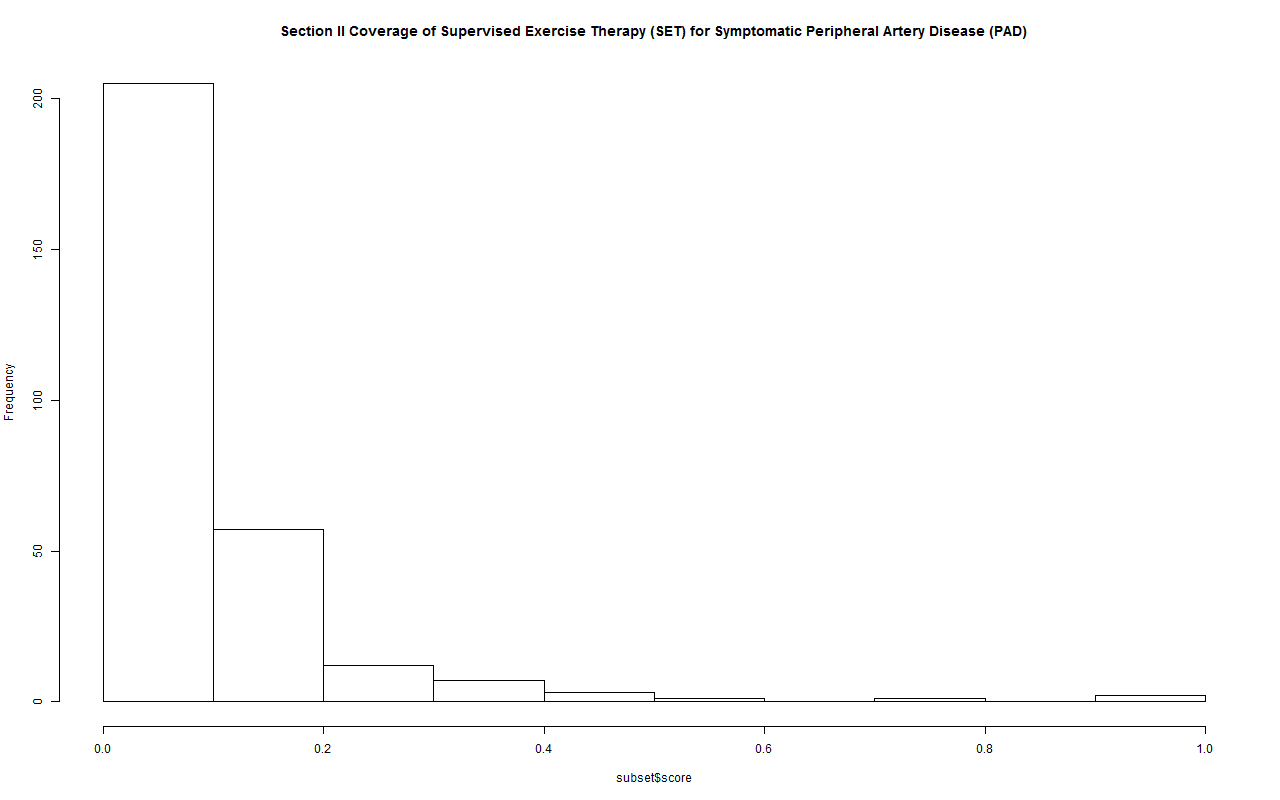 Section II Coverage of Supervised Exercise Therapy (SET) for Symptomatic Peripheral Artery Disease (PAD)
200
150
100
50
0
Frequency
0.0 0.2 0.4 0.6 0.8 1.0
subset$score